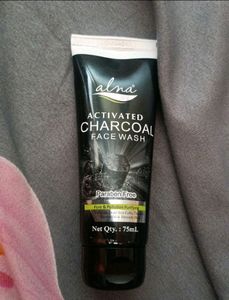 alna
ACTIVATED
CHARCOAL
FACE WASH
Paraben Free
Net Qty. : 75ml.